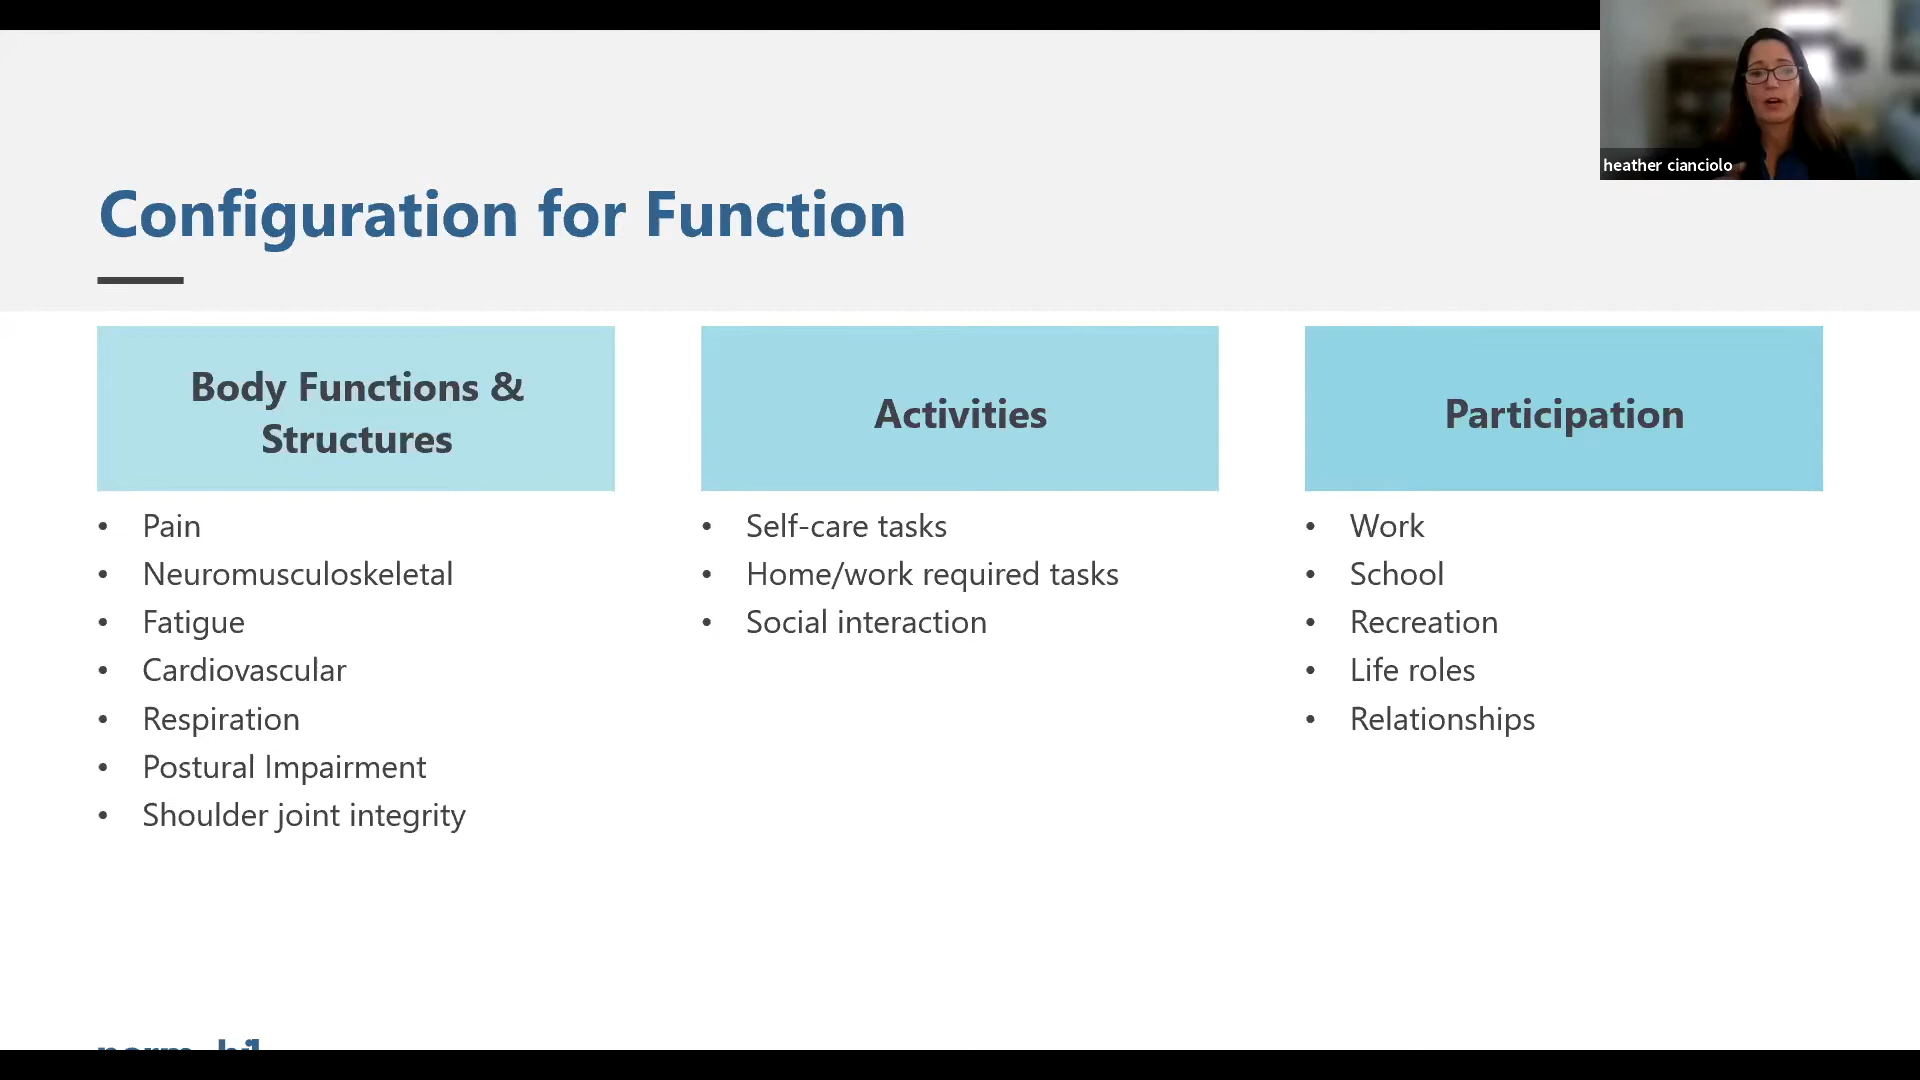 heather cianciolo
Configuration for Function
Body Functions &
Structures
• Pain
• Neuromusculoskeletal
• Fatigue
• Cardiovascular
• Respiration
• Postural Impairment
• Shoulder joint integrity
Activities
• Self-care tasks
• Home/work required tasks
• Social interaction
Participation
• Work
• School
• Recreation
• Life roles
• Relationships